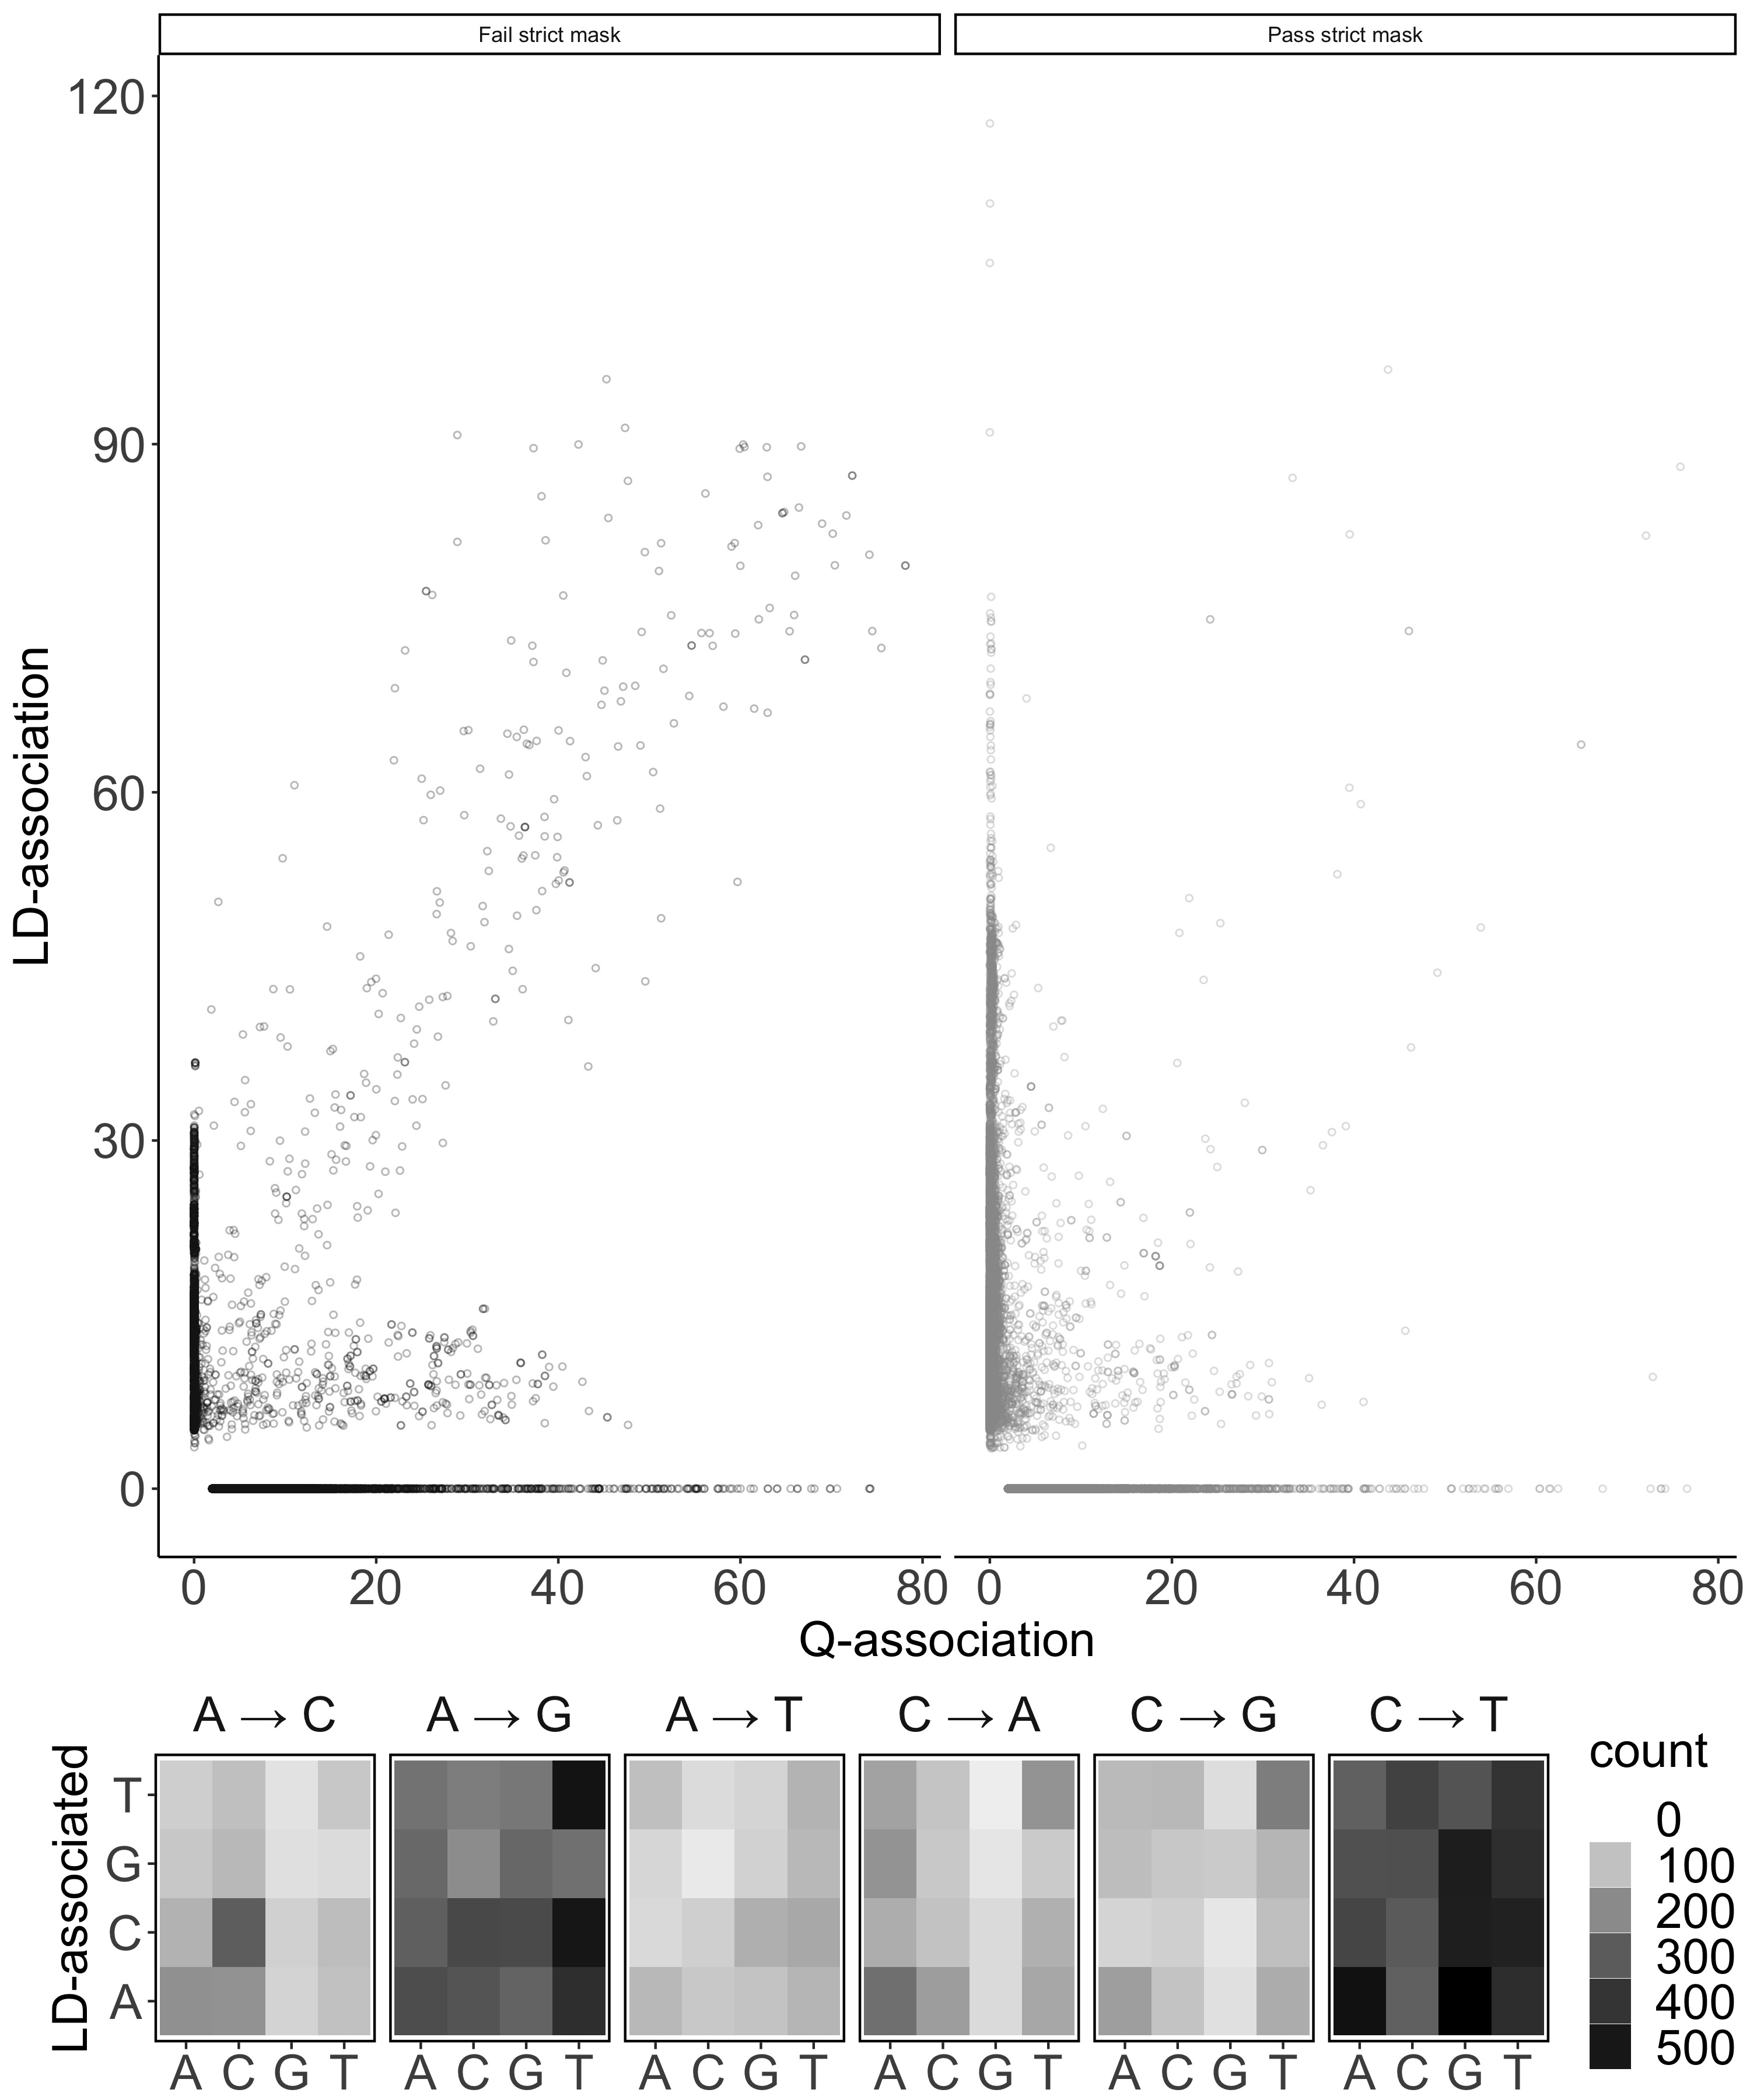 Fail strict mask Pass strict mask
120
90
60
30
0
LD-association
0 20 40 60 80 0 20 40 60 80
Q-association
A → C A → G A → T C → A C → G C → T
LD-associated
T
G
C
A
A C G T A C G T A C G T A C G T A C G T A C G T
count
0
100
200
300
400
500